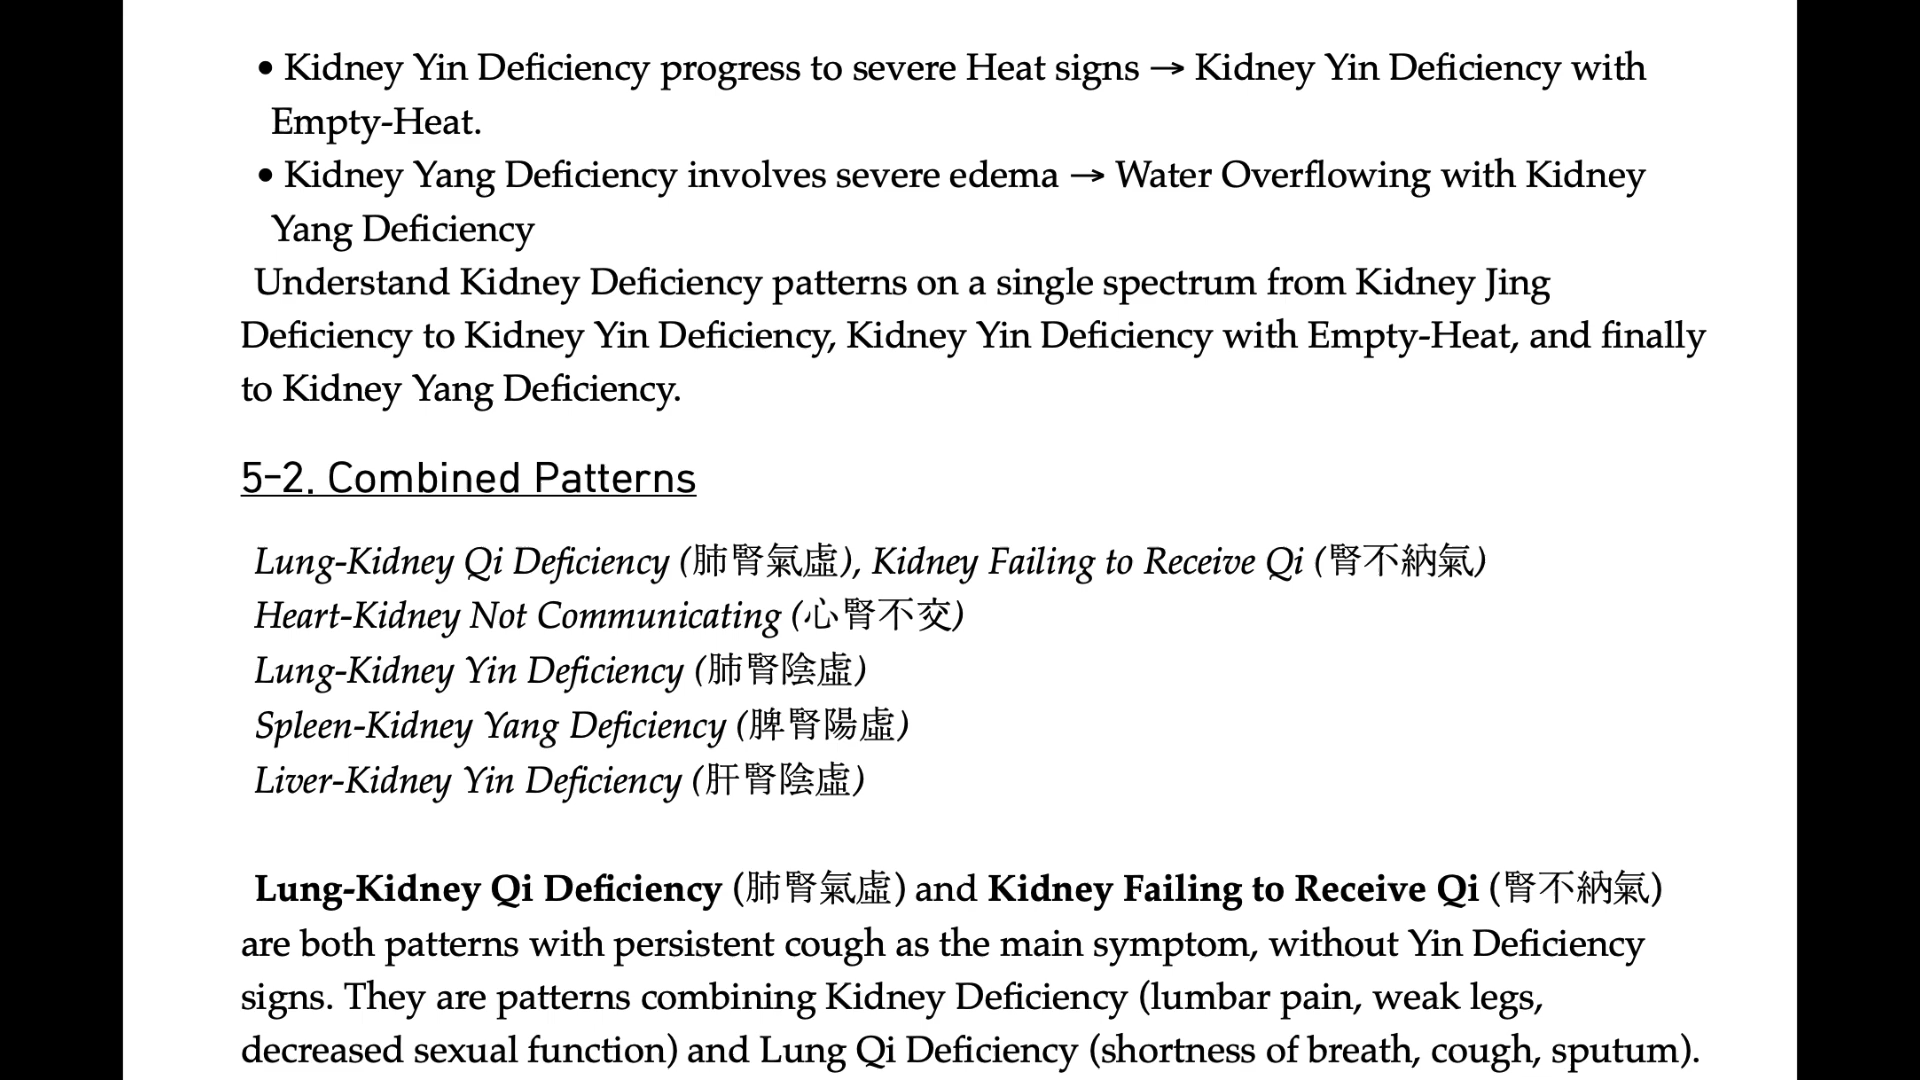 • Kidney Yin Deficiency progress to severe Heat signs → Kidney Yin Deficiency with
Empty-Heat.
• Kidney Yang Deficiency involves severe edema → Water Overflowing with Kidney
Yang Deficiency
Understand Kidney Deficiency patterns on a single spectrum from Kidney Jing
Deficiency to Kidney Yin Deficiency, Kidney Yin Deficiency with Empty-Heat, and finally
to Kidney Yang Deficiency.
5-2. Combined Patterns
Lung-Kidney Qi Deficiency (肺腎氣虛), Kidney Failing to Receive Qi (腎不納氣)
Heart-Kidney Not Communicating (心腎不交)
Lung-Kidney Yin Deficiency (肺腎陰虛)
Spleen-Kidney Yang Deficiency (脾腎陽虛)
Liver-Kidney Yin Deficiency (肝腎陰虛)
Lung-Kidney Qi Deficiency (肺腎氣虛) and Kidney Failing to Receive Qi (腎不納氣)
are both patterns with persistent cough as the main symptom, without Yin Deficiency
signs. They are patterns combining Kidney Deficiency (lumbar pain, weak legs,
decreased sexual function) and Lung Qi Deficiency (shortness of breath, cough, sputum).